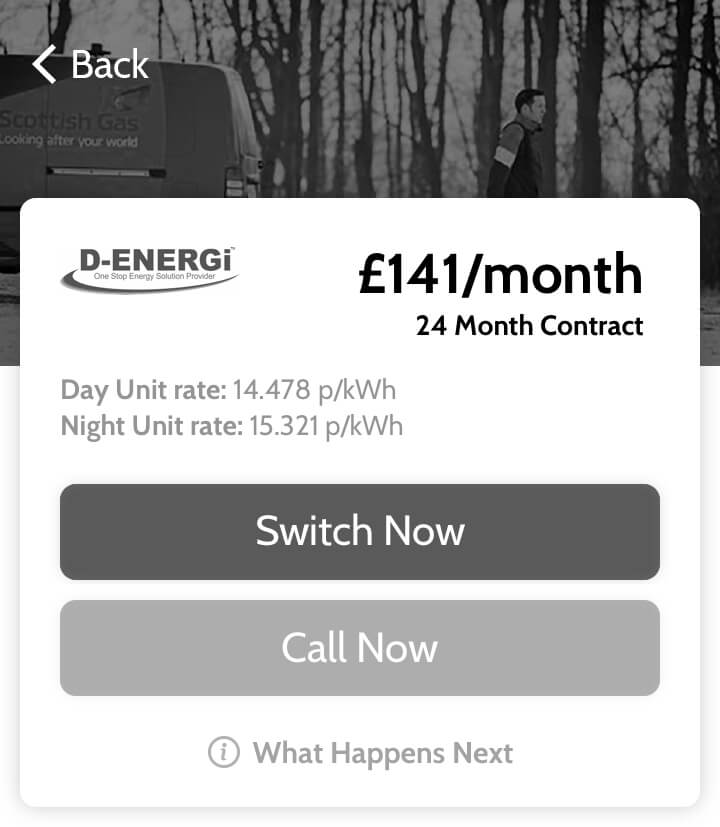 Back
Scottish Gas
Looking after your world
D-ENERGi™
One Stop Energy Solution Provider
£141/month
24 Month Contract
Day Unit rate: 14.478 p/kWh
Night Unit rate: 15.321 p/kWh
Switch Now
Call Now
What Happens Next